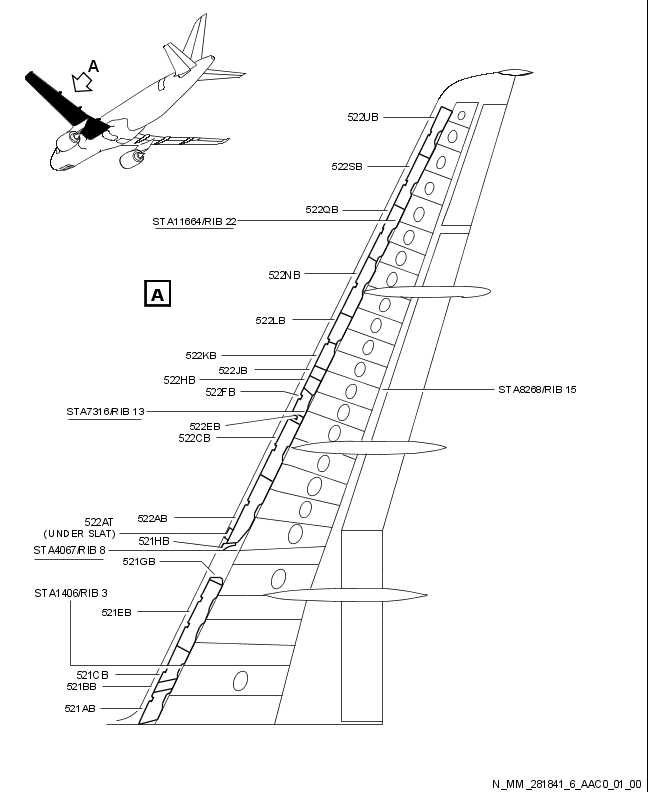 A
522UB
522SB
522QB
STA11664/RIB 22
522NB
A
522LB
522KB
522JB
522HB
522FB
STA8268/RIB 15
STA7316/RIB 13
522EB
522CB
522AB
522AT
(UNDER SLAT)
521HB
STA4067/RIB 8
521GB
STA1406/RIB 3
521EB
521CB
521BB
521AB
N_MM_281841_6_AAC0_01_00